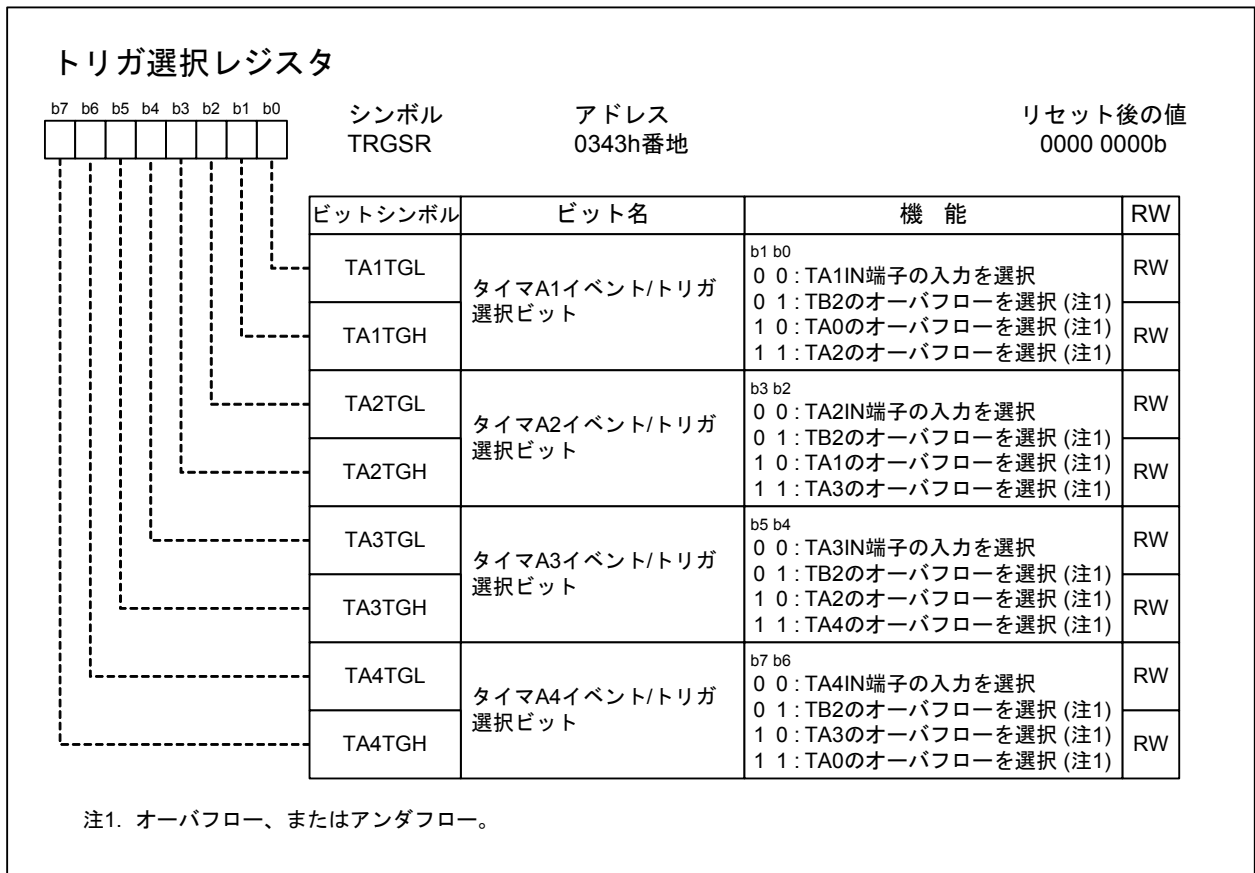 トリガ選択レジスタ
b7 b6 b5 b4 b3 b2 b1 b0
シンボル アドレス リセット後の値
TRGSR 0343h番地 0000 0000b
ビットシンボル ビット名 機 能 RW
TA1TGL
TA1TGH
タイマA1イベント/トリガ
選択ビット
b1 b0
0 0 : TA1IN端子の入力を選択
0 1 : TB2のオーバフローを選択 (注1)
1 0 : TA0のオーバフローを選択 (注1)
1 1 : TA2のオーバフローを選択 (注1)
RW
RW
TA2TGL
TA2TGH
タイマA2イベント/トリガ
選択ビット
b3 b2
0 0 : TA2IN端子の入力を選択
0 1 : TB2のオーバフローを選択 (注1)
1 0 : TA1のオーバフローを選択 (注1)
1 1 : TA3のオーバフローを選択 (注1)
RW
RW
TA3TGL
TA3TGH
タイマA3イベント/トリガ
選択ビット
b5 b4
0 0 : TA3IN端子の入力を選択
0 1 : TB2のオーバフローを選択 (注1)
1 0 : TA2のオーバフローを選択 (注1)
1 1 : TA4のオーバフローを選択 (注1)
RW
RW
TA4TGL
TA4TGH
タイマA4イベント/トリガ
選択ビット
b7 b6
0 0 : TA4IN端子の入力を選択
0 1 : TB2のオーバフローを選択 (注1)
1 0 : TA3のオーバフローを選択 (注1)
1 1 : TA0のオーバフローを選択 (注1)
RW
RW
注1. オーバフロー、またはアンダフロー。